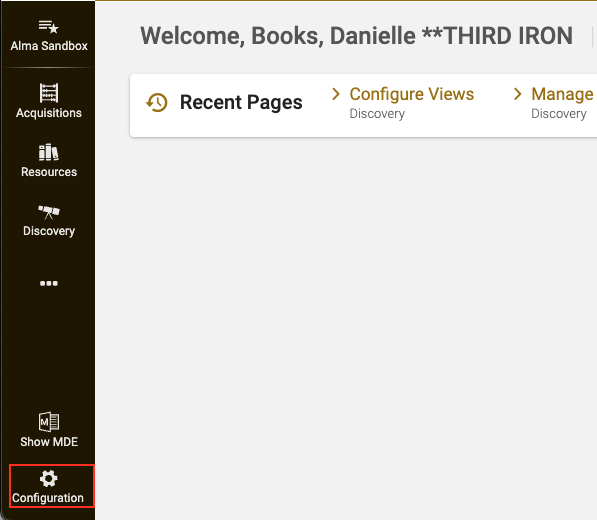 Alma Sandbox
Acquisitions
Resources
Discovery
Show MDE
Configuration
Welcome, Books, Danielle **THIRD IRON
Recent Pages
Configure Views
Discovery
Manage
Discovery